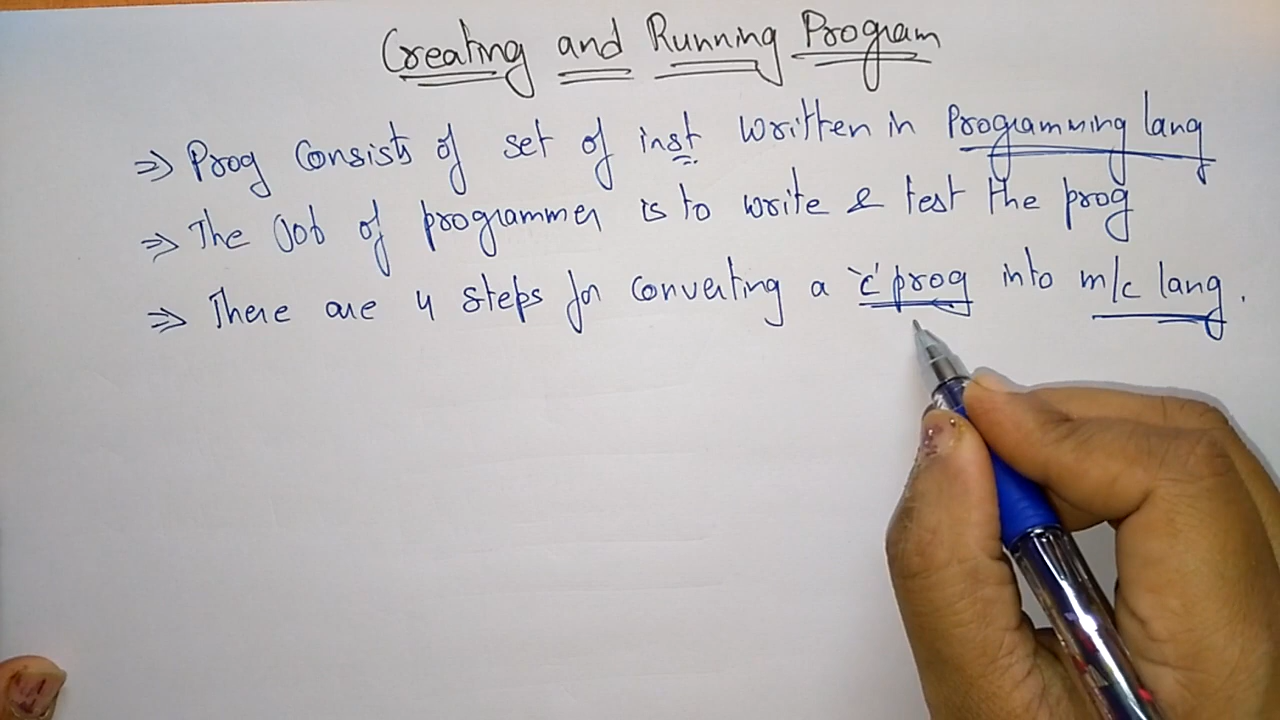 Creating and Running Program
⇒ Prog Consists of set of inst written in Programming lang
⇒ The Job of programmer is to write & test the prog
⇒ There are 4 steps for Converting a 'c' prog into m/c lang.